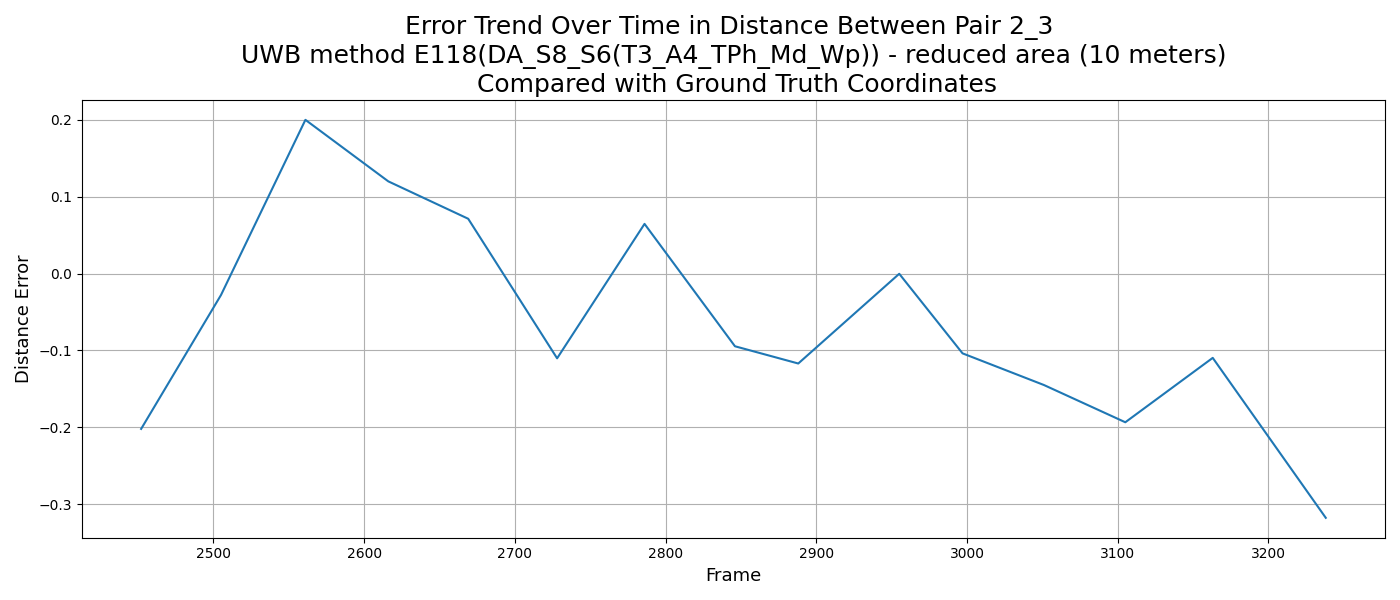 Error Trend Over Time in Distance Between Pair 2_3
UWB method E118(DA_S8_S6(T3_A4_TPh_Md_Wp)) - reduced area (10 meters)
Compared with Ground Truth Coordinates
Distance Error
0.2
0.1
0.0
−0.1
−0.2
−0.3
2500 2600 2700 2800 2900 3000 3100 3200
Frame